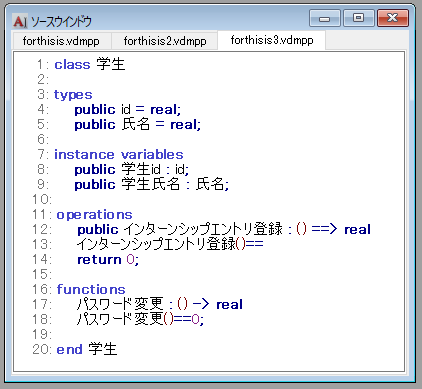 ソースウインドウ
forthisis.vdmpp forthisis2.vdmpp forthisis3.vdmpp
1: class 学生
2:
3: types
4: public id = real;
5: public 氏名 = real;
6:
7: instance variables
8: public 学生id : id;
9: public 学生氏名 : 氏名;
10:
11: operations
12: public インターンシップエントリ登録 : () ==> real
13: インターンシップエントリ登録()==
14: return 0;
15:
16: functions
17: パスワード変更 : () -> real
18: パスワード変更()==0;
19:
20: end 学生